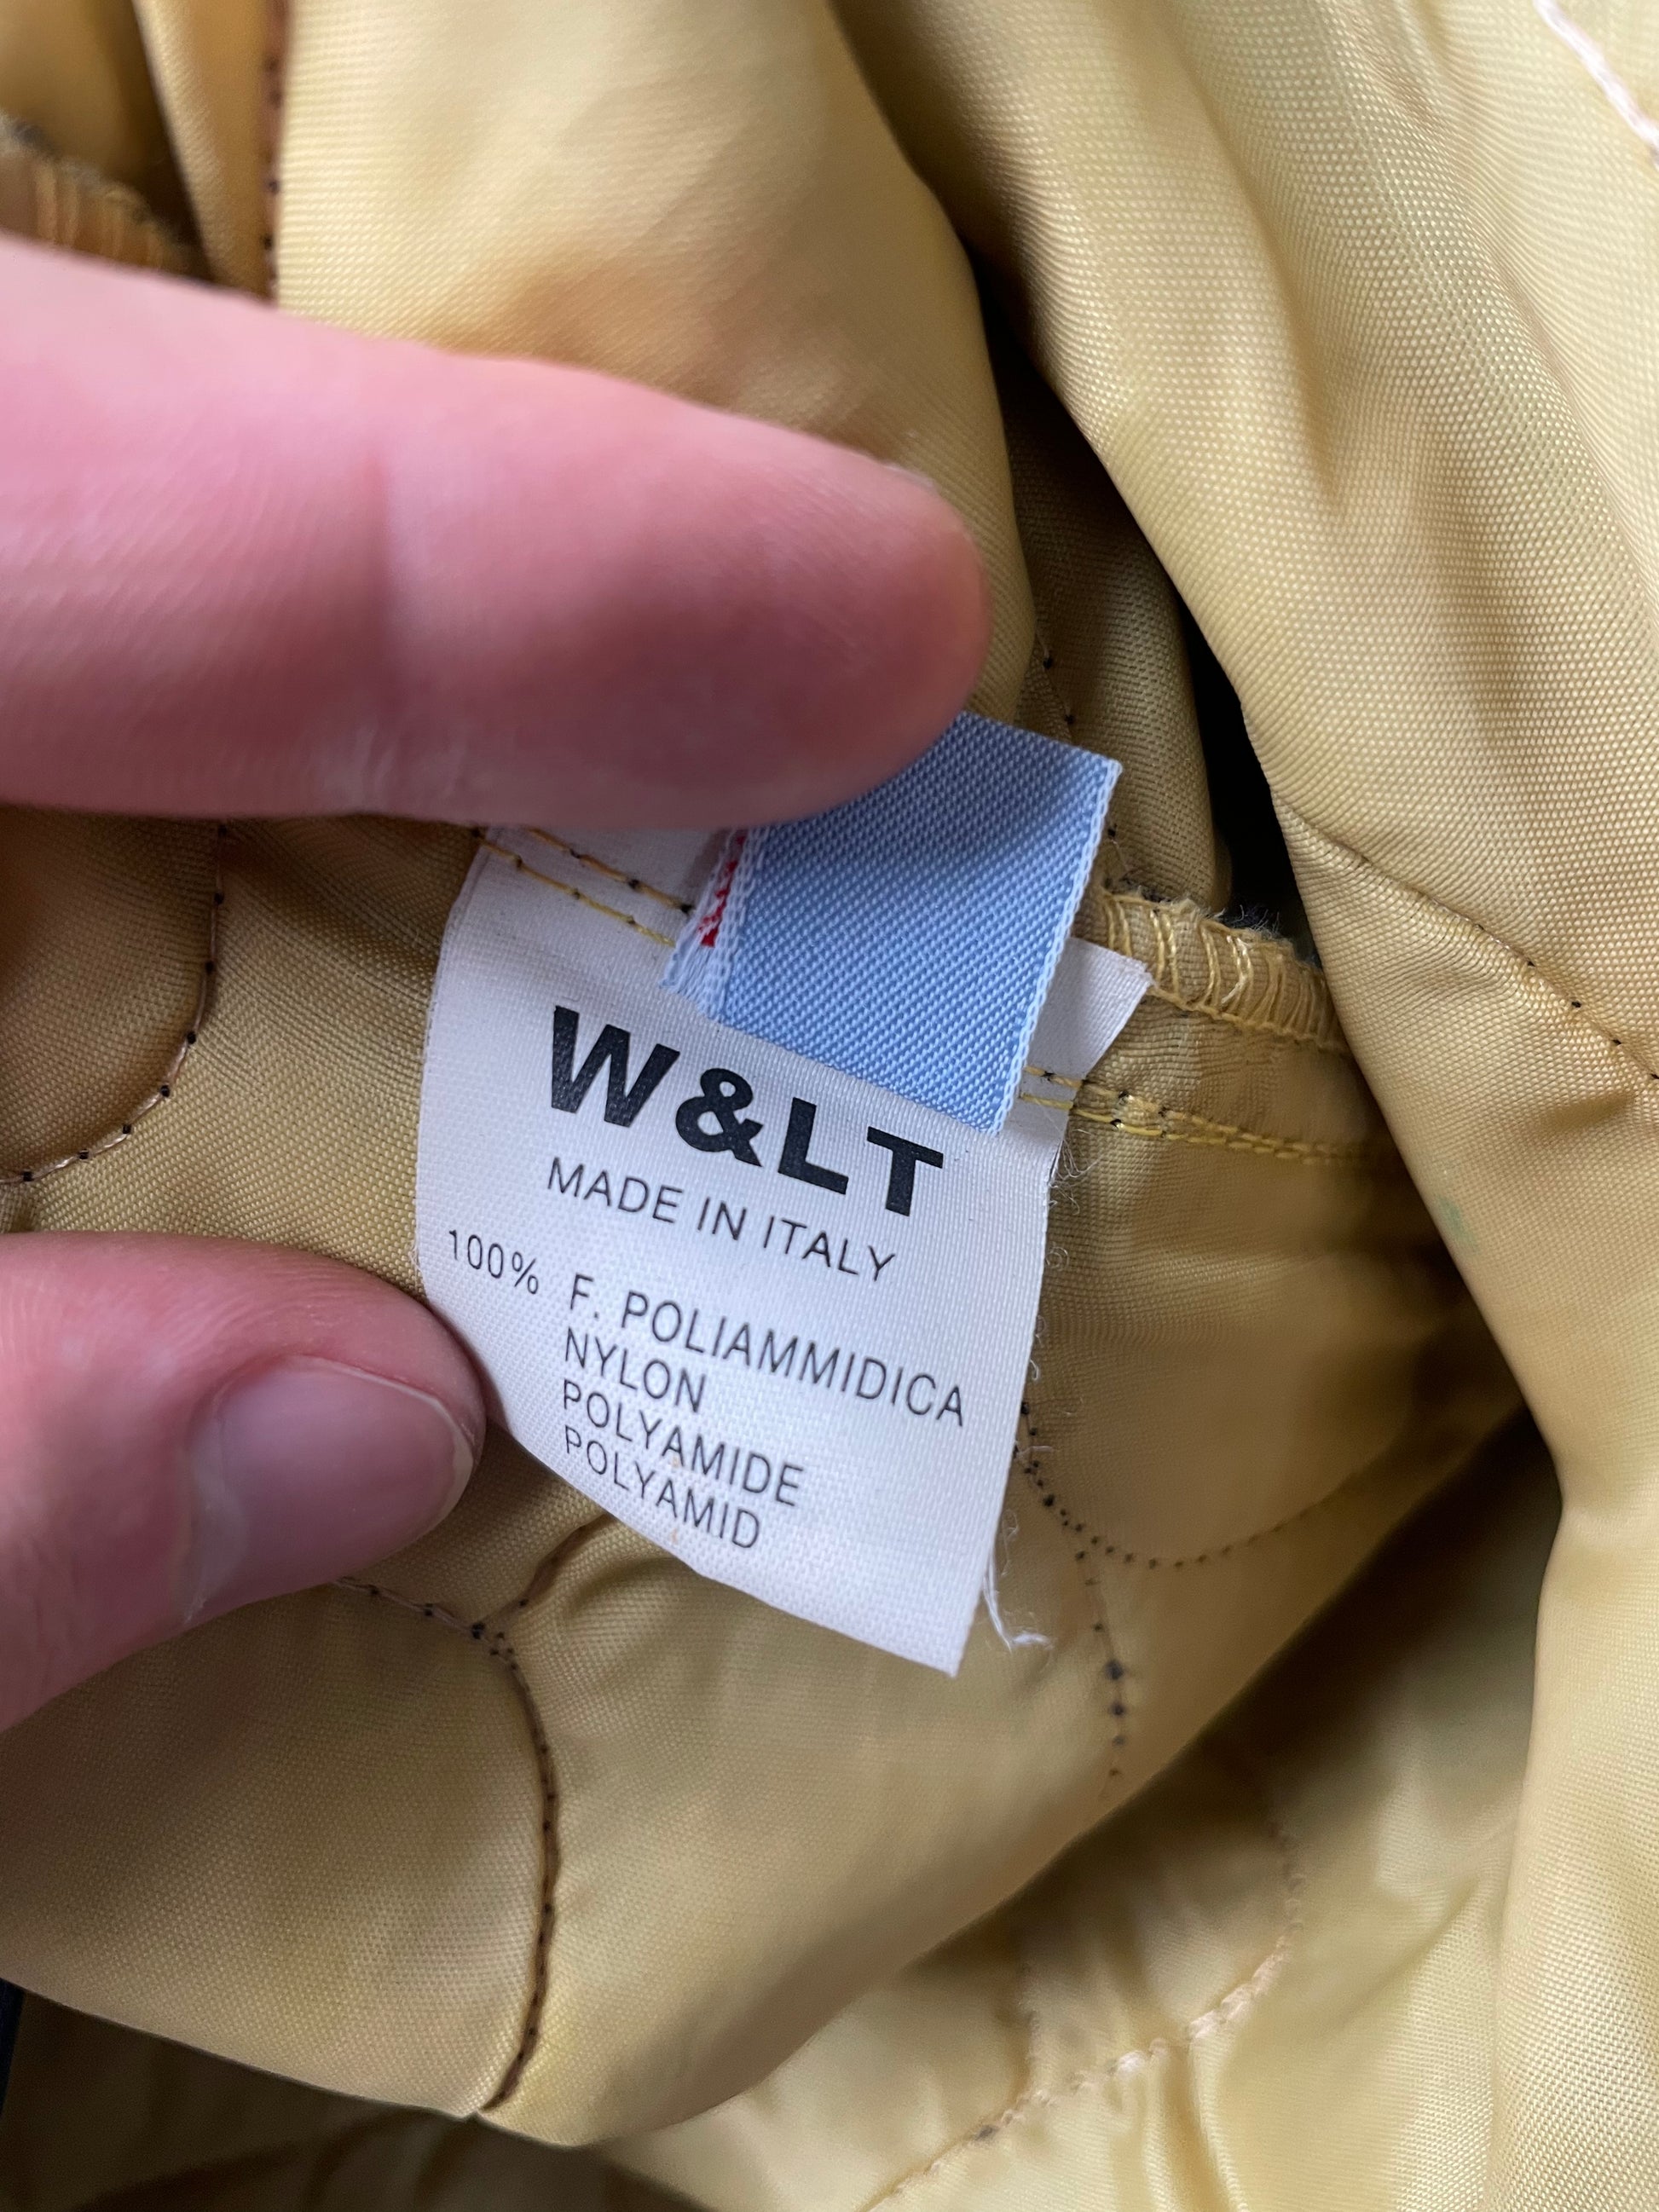 W&LT
MADE IN ITALY
100% F. POLIAMMIDICA
NYLON
POLYAMIDE
POLYAMID